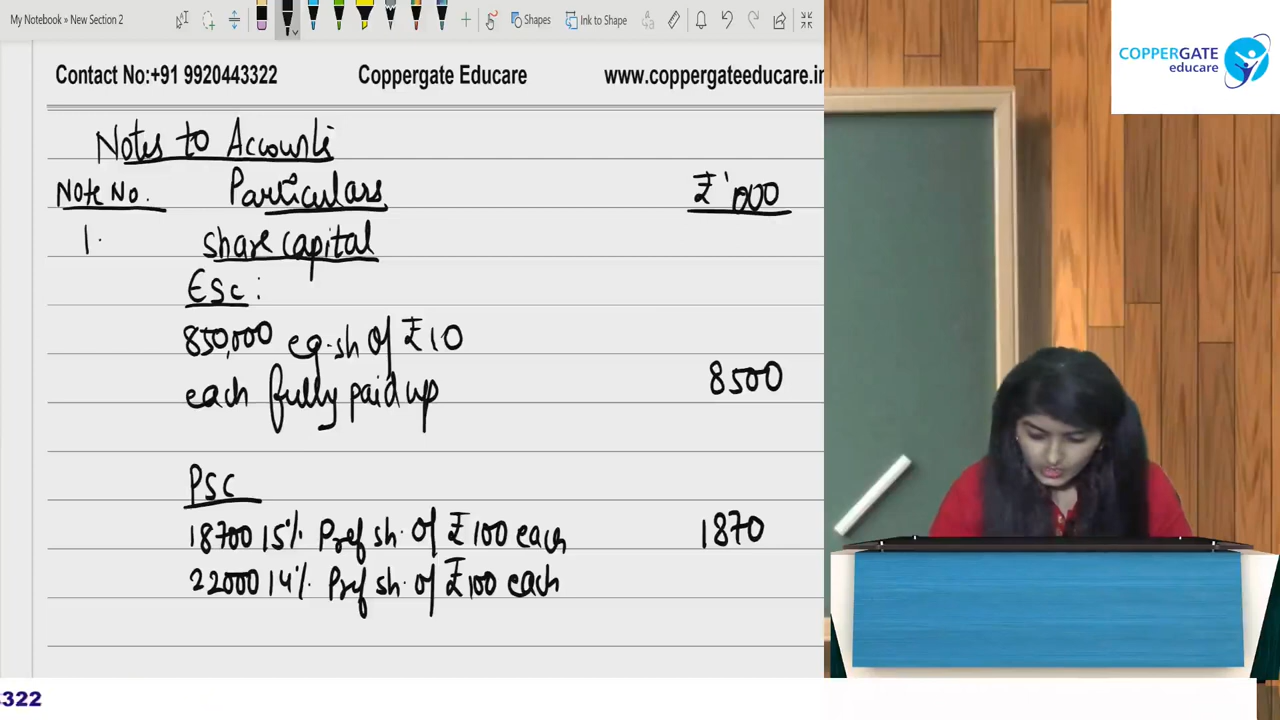 My Notebook » New Section 2
Shapes
Ink to Shape
COPPERGATE
educare
Contact No:+91 9920443322 Coppergate Educare www.coppergateeducare.in
Notes to Accounts
Note No. Particulars ₹'000
1. Share capital
ESC:
850,000 eq. sh of ₹10
each fully paid up 8500
PSC
18700 15% Pref sh. of ₹100 each 1870
22000 14% Pref sh. of ₹100 each
322